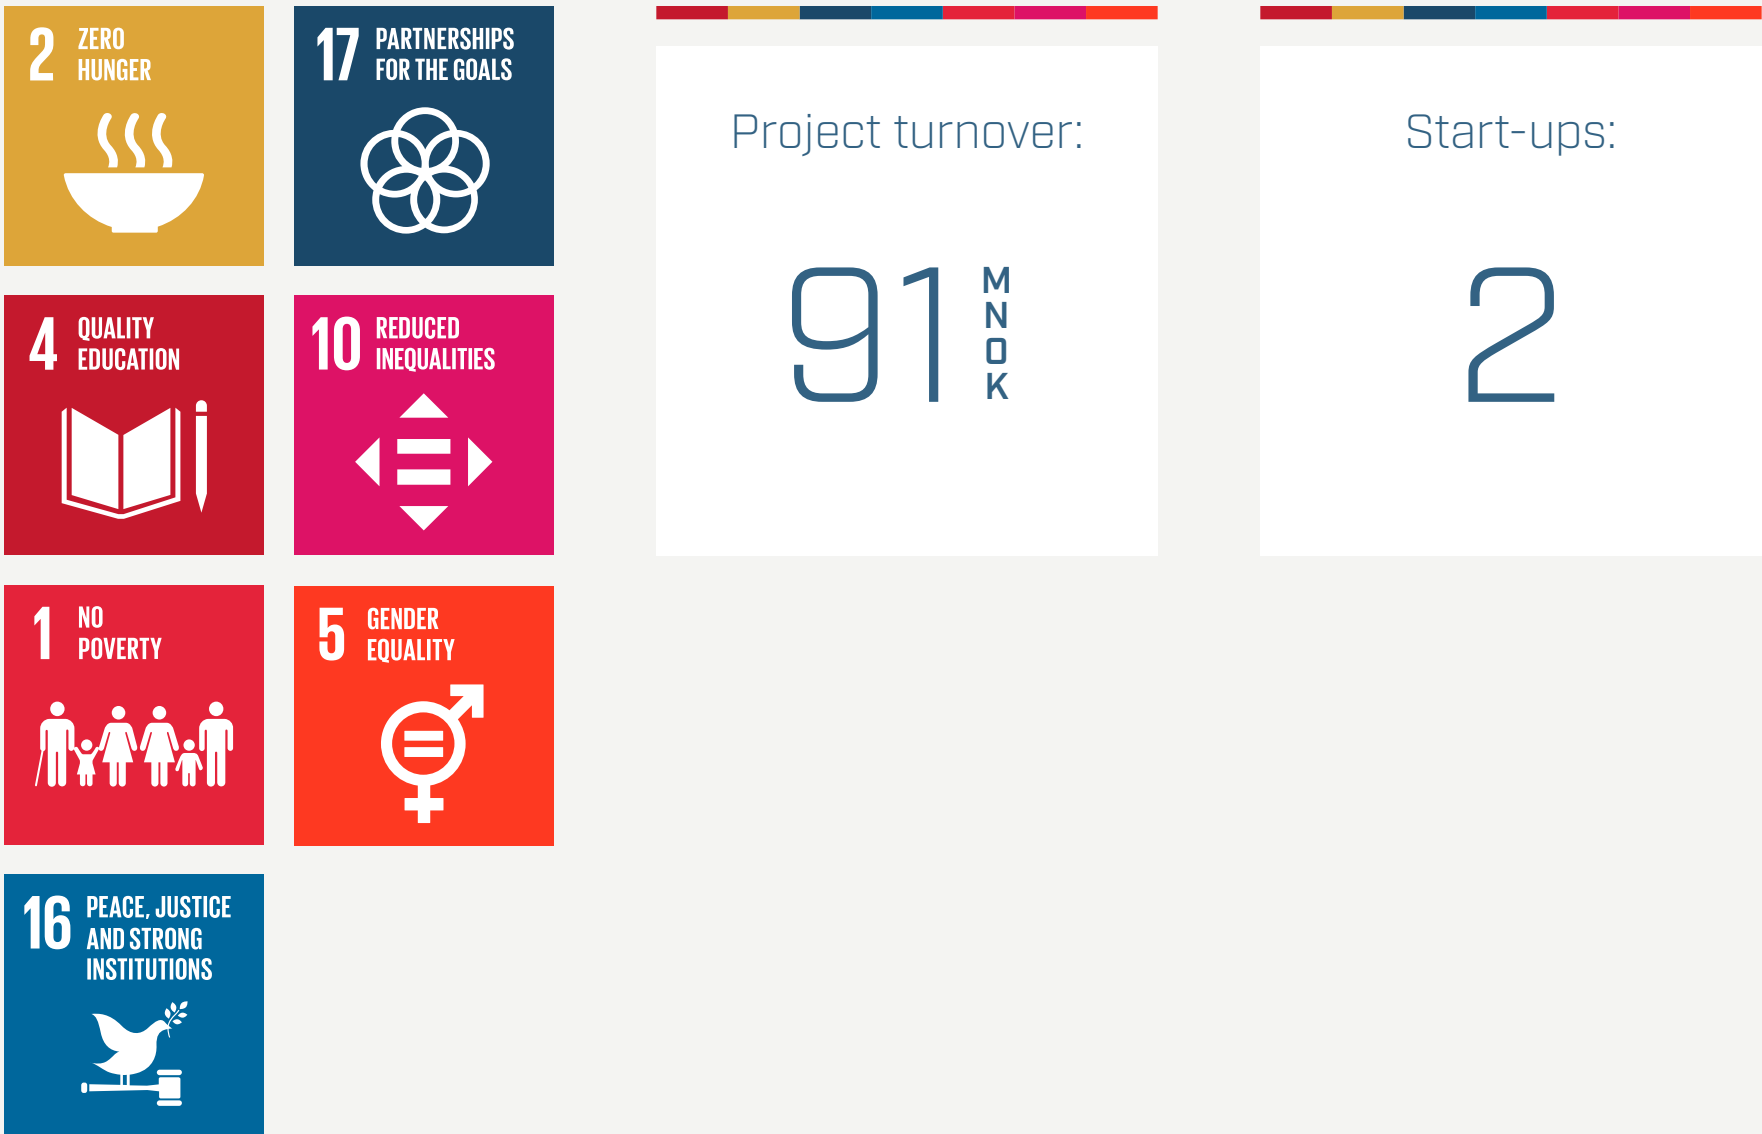 2 ZERO
HUNGER
17 PARTNERSHIPS
FOR THE GOALS
4 QUALITY
EDUCATION
10 REDUCED
INEQUALITIES
1 NO
POVERTY
5 GENDER
EQUALITY
16 PEACE, JUSTICE
AND STRONG
INSTITUTIONS
Project turnover:
91 MNOK
Start-ups:
2